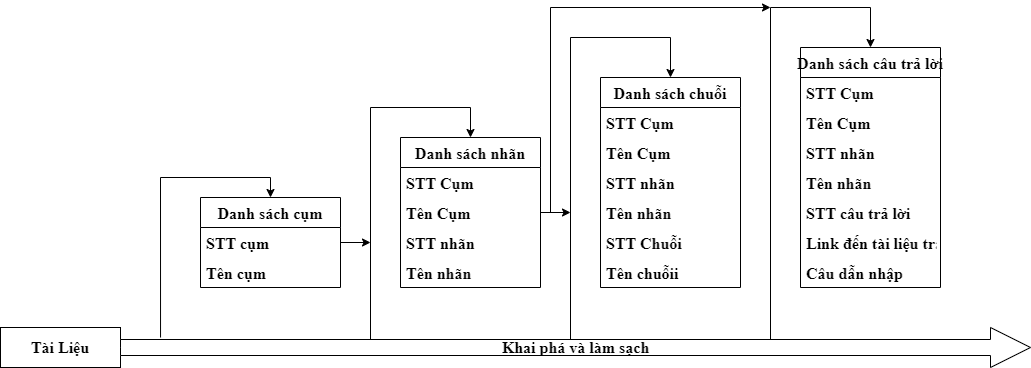 Danh sách cụm
STT cụm
Tên cụm
Danh sách nhãn
STT Cụm
Tên Cụm
STT nhãn
Tên nhãn
Danh sách chuỗi
STT Cụm
Tên Cụm
STT nhãn
Tên nhãn
STT Chuỗi
Tên chuỗii
Danh sách câu trả lời
STT Cụm
Tên Cụm
STT nhãn
Tên nhãn
STT câu trả lời
Link đến tài liệu
Câu dẫn nhập
Tài Liệu
Khai phá và làm sạch